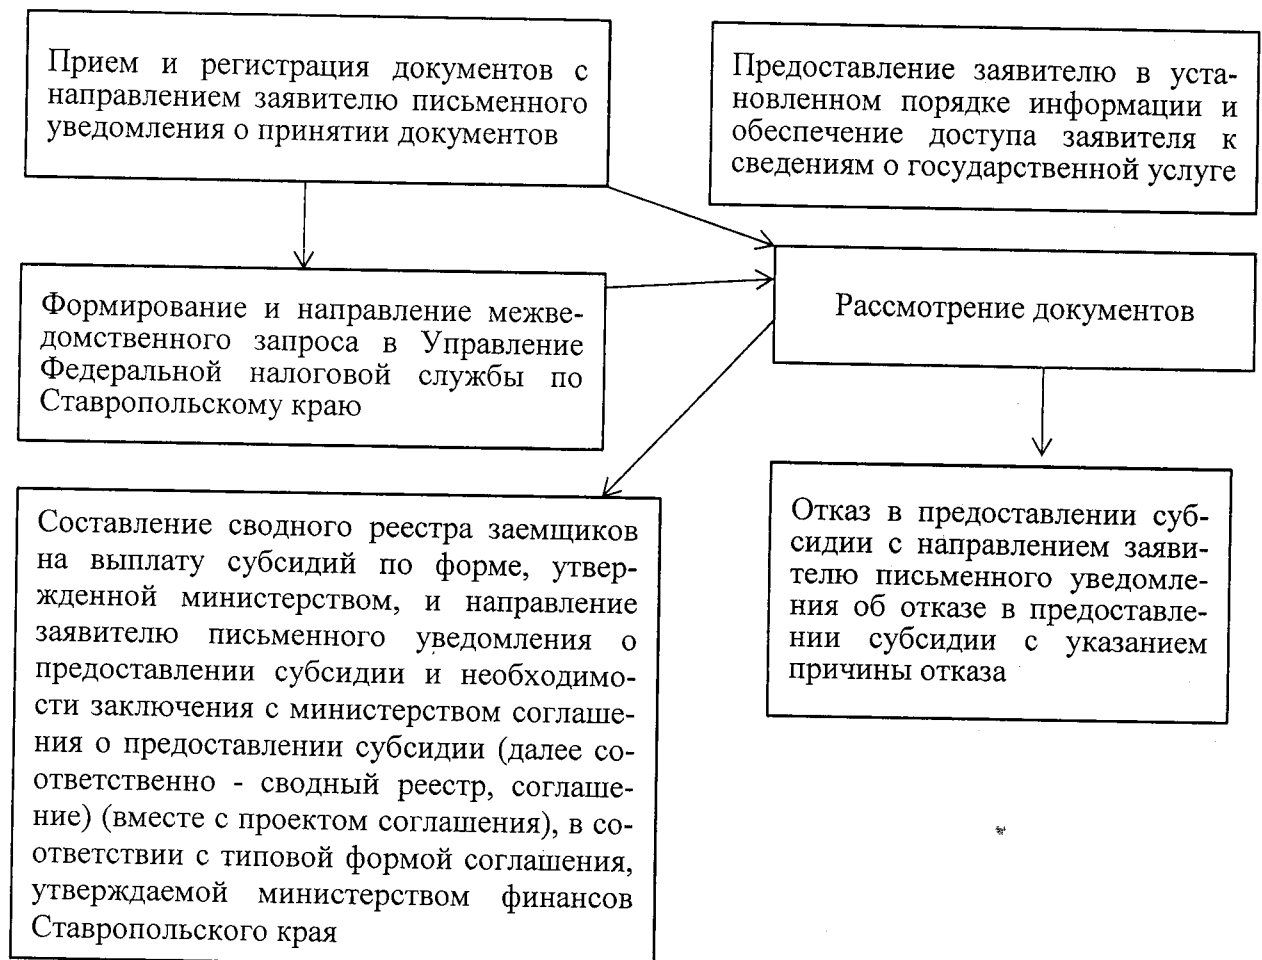 Прием и регистрация документов с
направлением заявителю письменного
уведомления о принятии документов
Предоставление заявителю в уста-
новленном порядке информации и
обеспечение доступа заявителя к
сведениям о государственной услуге
Формирование и направление межве-
домственного запроса в Управление
Федеральной налоговой службы по
Ставропольскому краю
Рассмотрение документов
Составление сводного реестра заемщиков
на выплату субсидий по форме, утвер-
жденной министерством, и направление
заявителю письменного уведомления о
предоставлении субсидии и необходимо-
сти заключения с министерством соглаше-
ния о предоставлении субсидии (далее со-
ответственно - сводный реестр, соглаше-
ние) (вместе с проектом соглашения), в со-
ответствии с типовой формой соглашения,
утверждаемой министерством финансов
Ставропольского края
Отказ в предоставлении суб-
сидии с направлением заяви-
телю письменного уведомле-
ния об отказе в предоставле-
нии субсидии с указанием
причины отказа